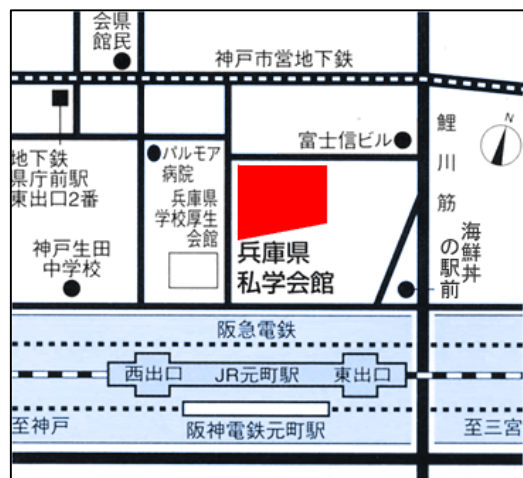 会県
館民
神戸市営地下鉄
N
鯉川筋
富士信ビル
地下鉄
県庁前駅
東出口2番
パルモア
病院
兵庫県
学校厚生
会館
兵庫県
私学会館
海鮮丼
の駅前
神戸生田
中学校
阪急電鉄
西出口
JR元町駅
東出口
至神戸
阪神電鉄元町駅
至三宮